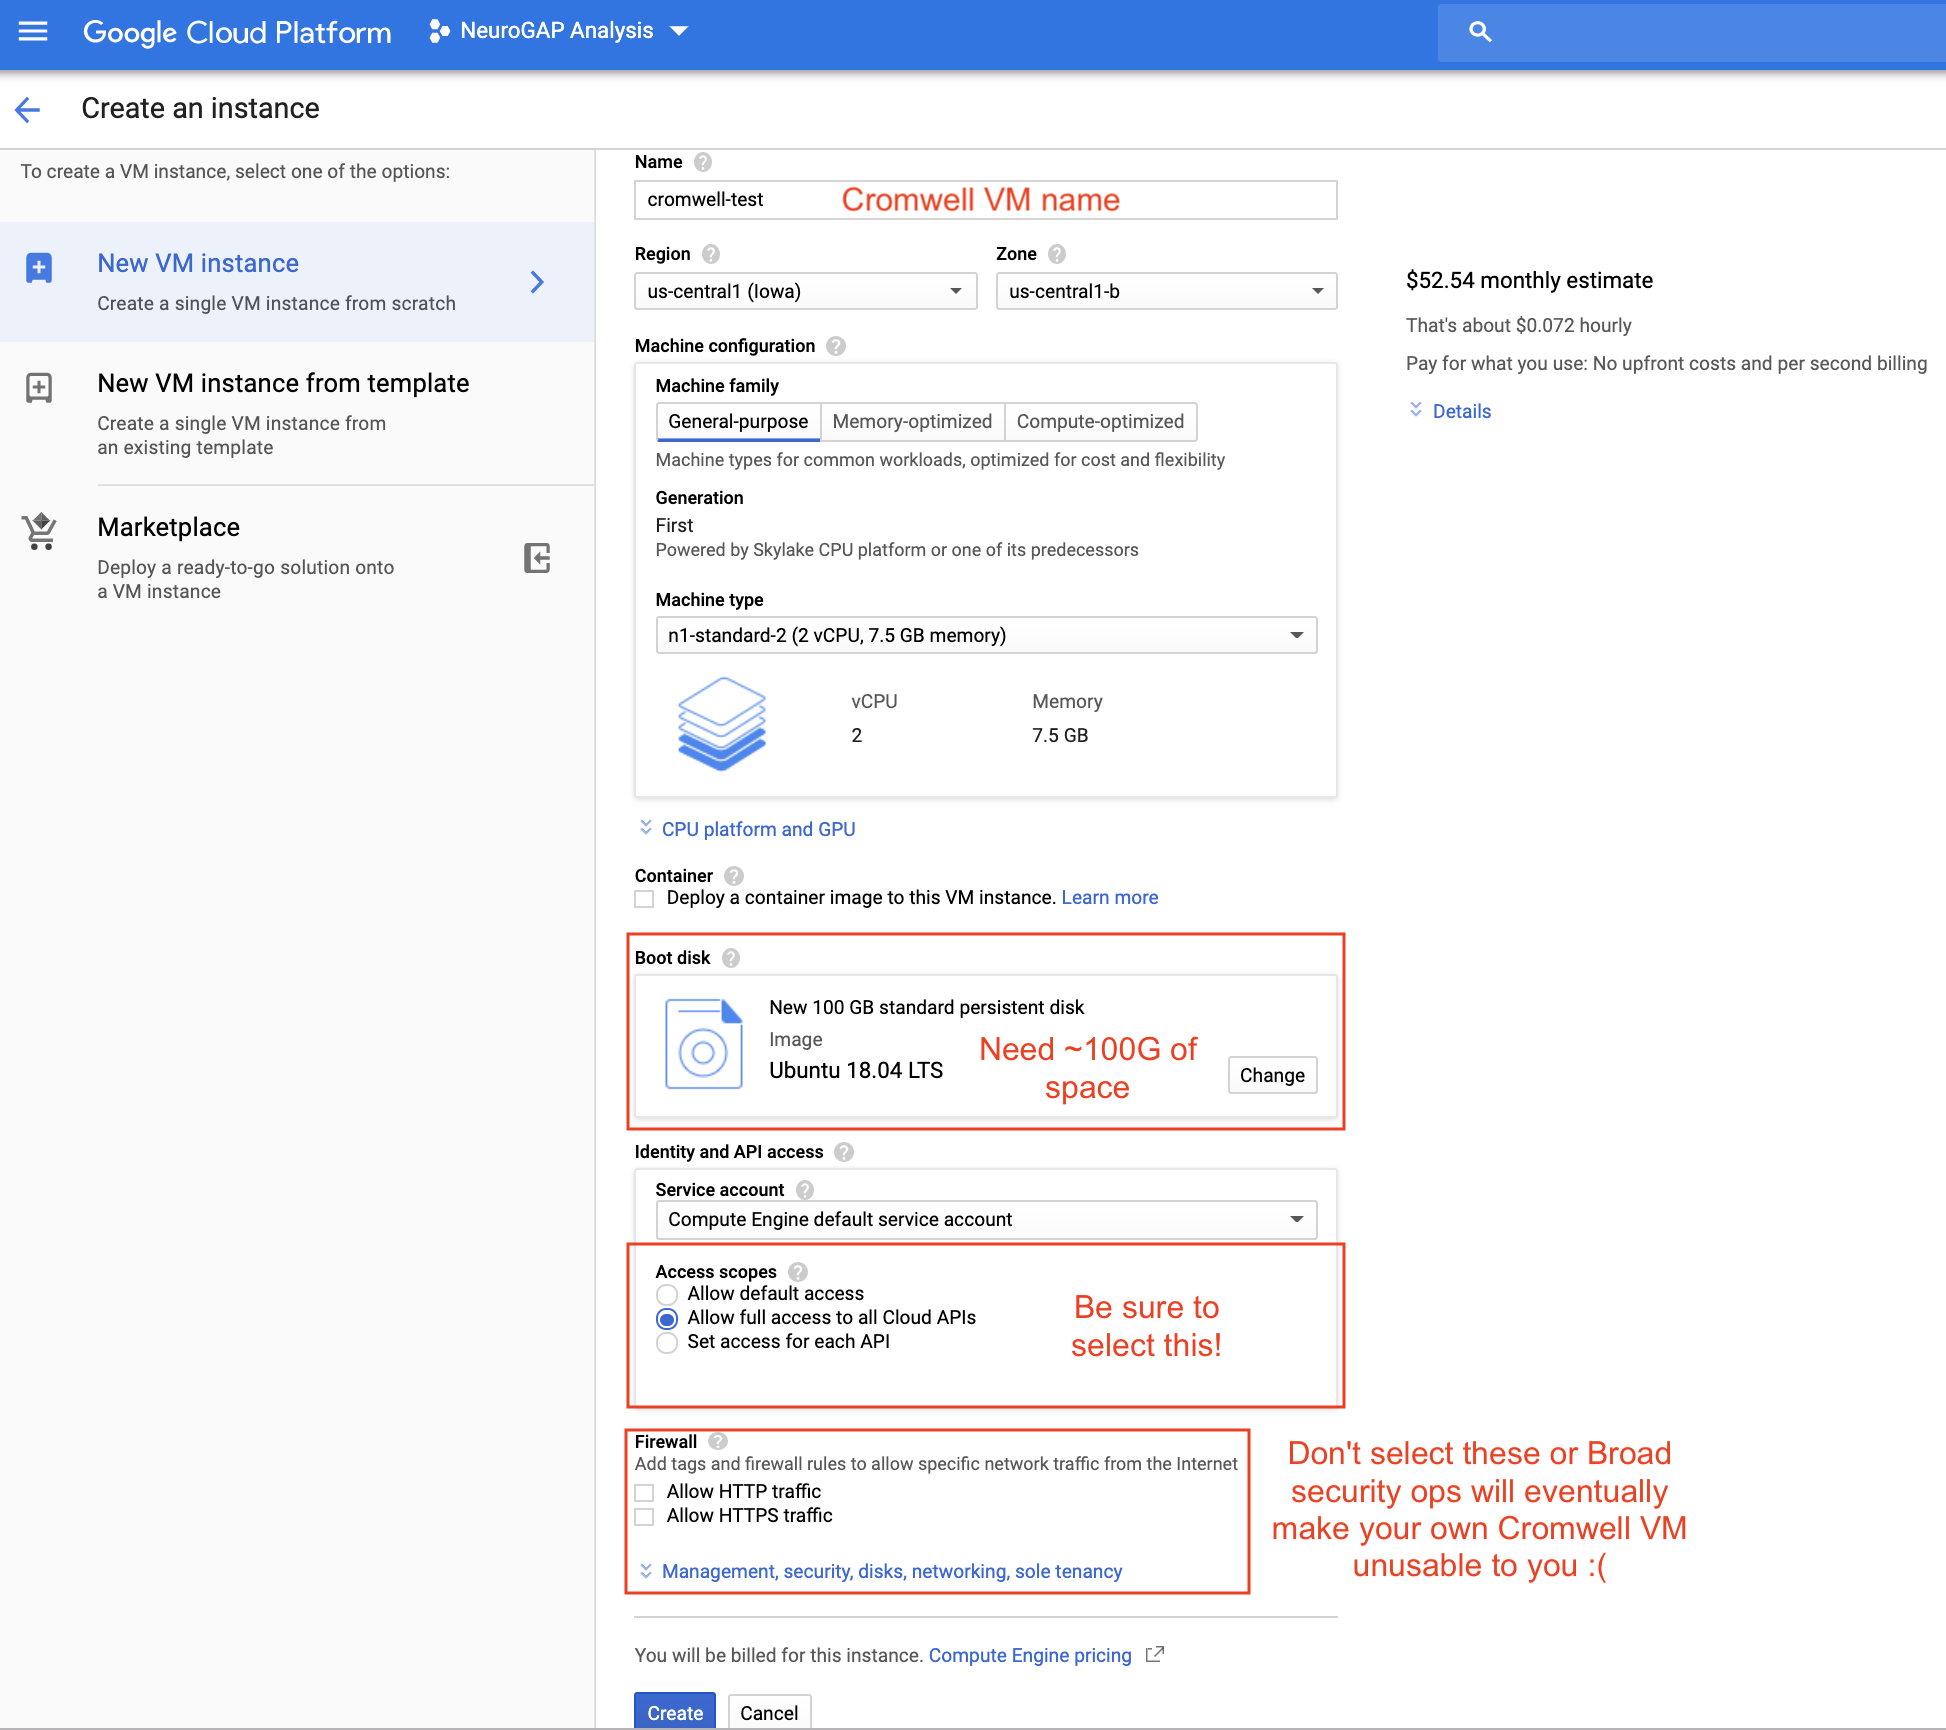 Google Cloud Platform
NeuroGAP Analysis
Create an instance
To create a VM instance, select one of the options:
New VM instance
Create a single VM instance from scratch
New VM instance from template
Create a single VM instance from
an existing template
Marketplace
Deploy a ready-to-go solution onto
a VM instance
Name
cromwell-test
Cromwell VM name
Region
Zone
us-central1 (Iowa)
us-central1-b
Machine configuration
Machine family
General-purpose
Memory-optimized
Compute-optimized
Machine types for common workloads, optimized for cost and flexibility
Generation
First
Powered by Skylake CPU platform or one of its predecessors
Machine type
n1-standard-2 (2 vCPU, 7.5 GB memory)
vCPU
Memory
2
7.5 GB
CPU platform and GPU
Container
Deploy a container image to this VM instance. Learn more
Boot disk
New 100 GB standard persistent disk
Image
Ubuntu 18.04 LTS
Need ~100G of
space
Change
Identity and API access
Service account
Compute Engine default service account
Access scopes
Allow default access
Allow full access to all Cloud APIs
Set access for each API
Be sure to
select this!
Firewall
Add tags and firewall rules to allow specific network traffic from the Internet
Allow HTTP traffic
Allow HTTPS traffic
Management, security, disks, networking, sole tenancy
Don't select these or Broad
security ops will eventually
make your own Cromwell VM
unusable to you :(
You will be billed for this instance. Compute Engine pricing
Create
Cancel
$52.54 monthly estimate
That's about $0.072 hourly
Pay for what you use: No upfront costs and per second billing
Details